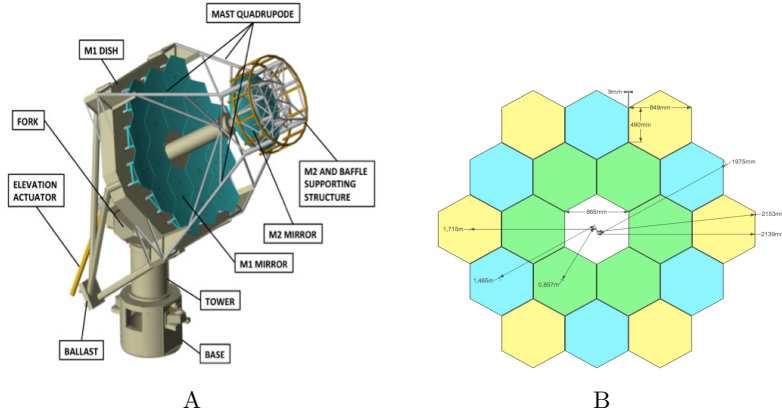 MAST QUADRUPODE
M1 DISH
FORK
ELEVATION
ACTUATOR
M2 AND BAFFLE
SUPPORTING
STRUCTURE
M2 MIRROR
M1 MIRROR
TOWER
BALLAST
BASE
A
9mm
849mm
490mm
1975mm
866mm
2153mm
1,715m
2139mm
1,485m
0,857m
B